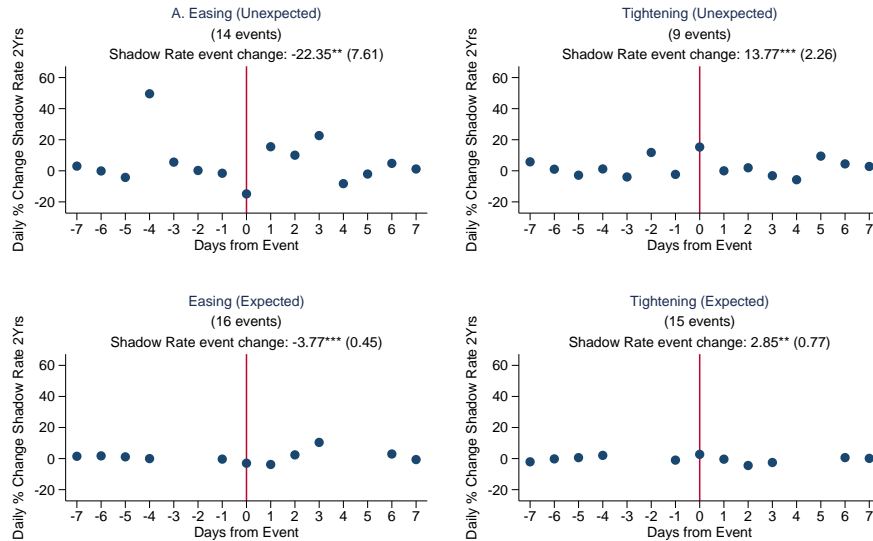 A. Easing (Unexpected)
(14 events)
Shadow Rate event change: -22.35** (7.61)
Daily % Change Shadow Rate 2Yrs
60
40
20
0
-20
-7 -6 -5 -4 -3 -2 -1 0 1 2 3 4 5 6 7
Days from Event
Tightening (Unexpected)
(9 events)
Shadow Rate event change: 13.77*** (2.26)
Daily % Change Shadow Rate 2Yrs
60
40
20
0
-20
-7 -6 -5 -4 -3 -2 -1 0 1 2 3 4 5 6 7
Days from Event
Easing (Expected)
(16 events)
Shadow Rate event change: -3.77*** (0.45)
Daily % Change Shadow Rate 2Yrs
60
40
20
0
-20
-7 -6 -5 -4 -3 -2 -1 0 1 2 3 4 5 6 7
Days from Event
Tightening (Expected)
(15 events)
Shadow Rate event change: 2.85** (0.77)
Daily % Change Shadow Rate 2Yrs
60
40
20
0
-20
-7 -6 -5 -4 -3 -2 -1 0 1 2 3 4 5 6 7
Days from Event